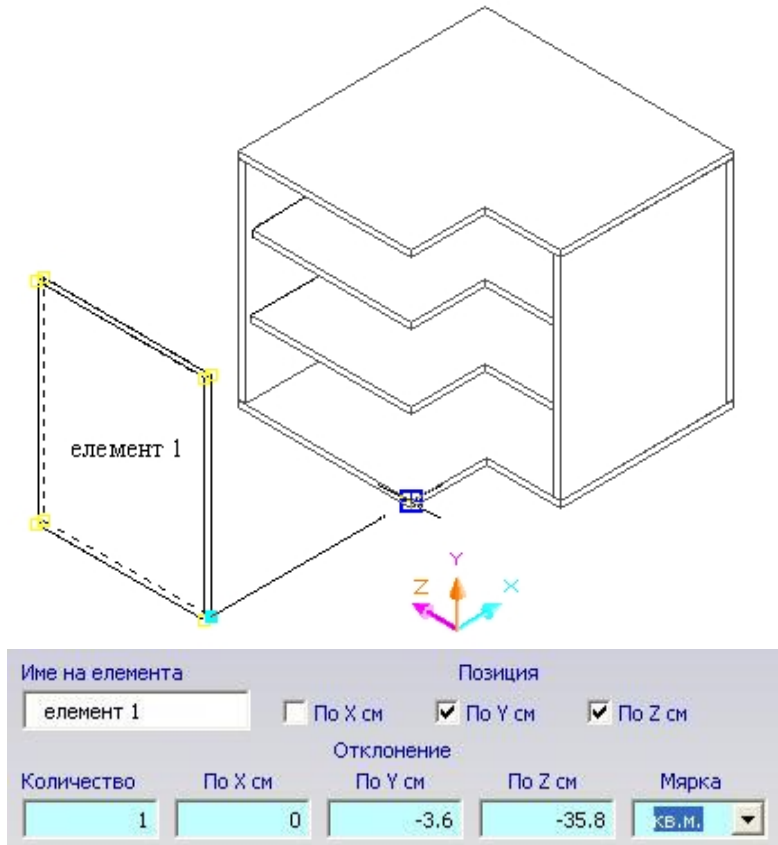 елемент 1
Y
Z X
Име на елемента Позиция
елемент 1 По X см По Y см По Z см
Отклонение
Количество По X см По Y см По Z см Мярка
1 0 -3.6 -35.8 кв.м.